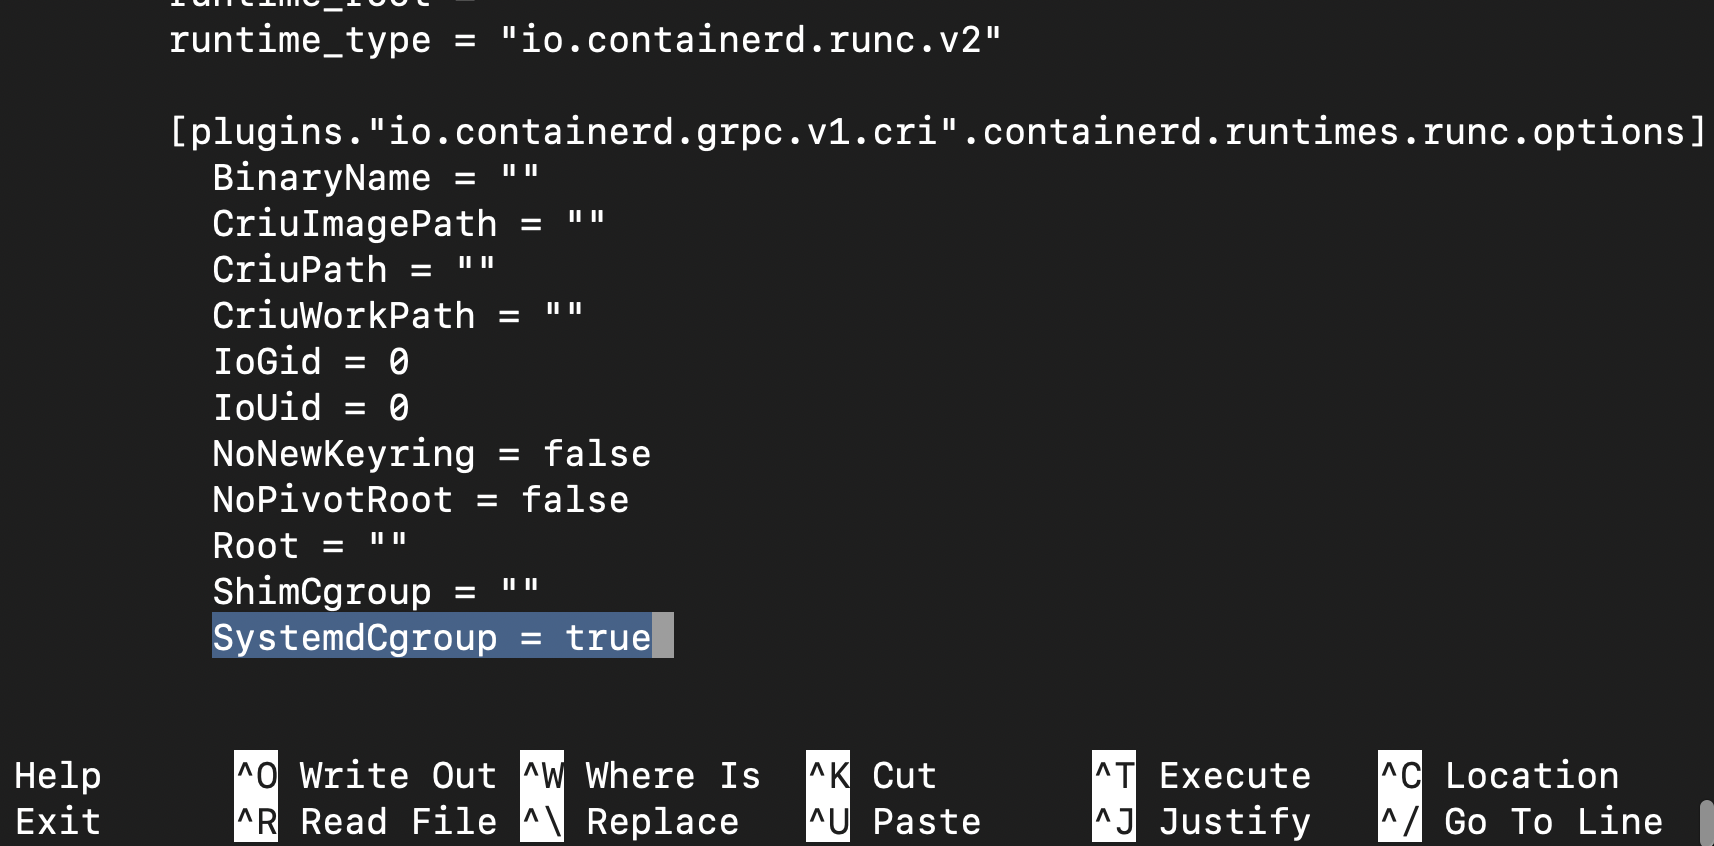 runtime_root =
runtime_type = "io.containerd.runc.v2"
[plugins."io.containerd.grpc.v1.cri".containerd.runtimes.runc.options]
BinaryName = ""
CriuImagePath = ""
CriuPath = ""
CriuWorkPath = ""
IoGid = 0
IoUid = 0
NoNewKeyring = false
NoPivotRoot = false
Root = ""
ShimCgroup = ""
SystemdCgroup = true
Help ^O Write Out ^W Where Is ^K Cut ^T Execute ^C Location
Exit ^R Read File ^\ Replace ^U Paste ^J Justify ^/ Go To Line